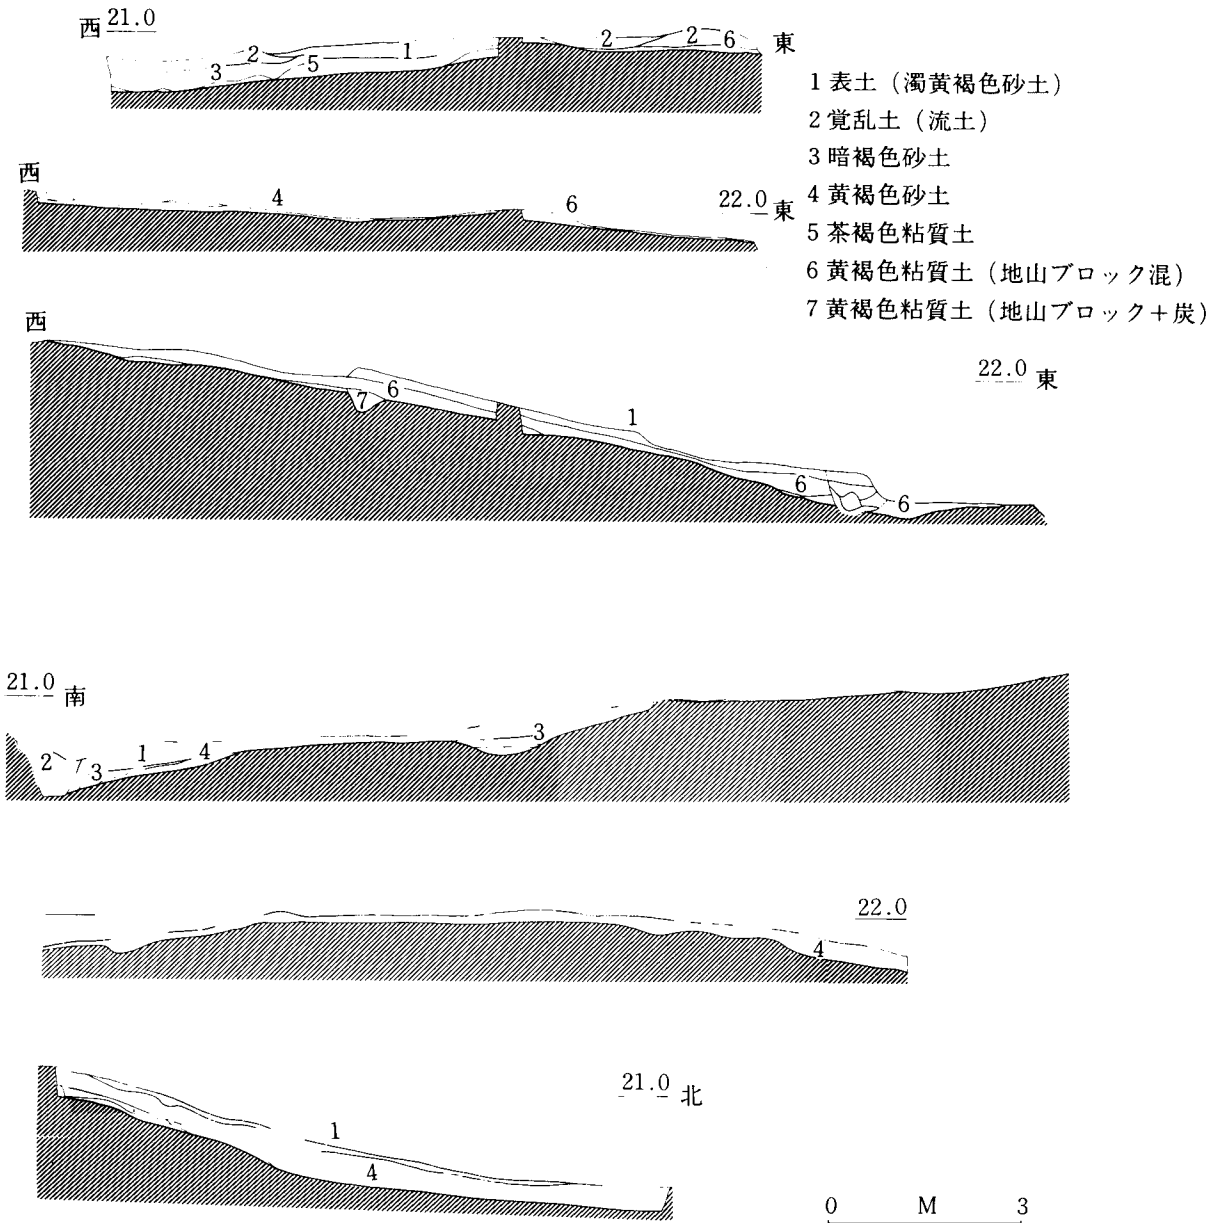 西 21.0
2 1 2 2 6 東
3 5
1 表土（濁黄褐色砂土）
2 覚乱土（流土）
3 暗褐色砂土
4 黄褐色砂土
5 茶褐色粘質土
6 黄褐色粘質土（地山ブロック混）
7 黄褐色粘質土（地山ブロック＋炭）
西
4 6 22.0 東
西
22.0 東
6
7 1
6 6
21.0 南
2 3 1 4 3
22.0
4
21.0 北
1
4
0 M 3